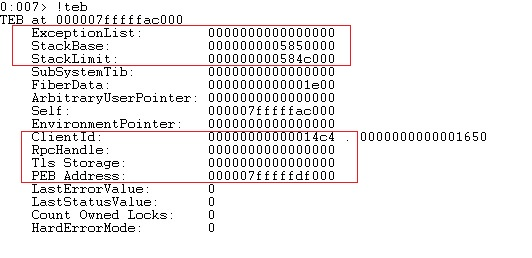 0:007> !teb
TEB at 000007fffffac000
ExceptionList: 0000000000000000
StackBase: 0000000005850000
StackLimit: 000000000584c000
SubSystemTib: 0000000000000000
FiberData: 0000000000001e00
ArbitraryUserPointer: 0000000000000000
Self: 000007fffffac000
EnvironmentPointer: 0000000000000000
ClientId: 00000000000014c4 . 0000000000001650
RpcHandle: 0000000000000000
Tls Storage: 0000000000000000
PEB Address: 000007fffffdf000
LastErrorValue: 0
LastStatusValue: 0
Count Owned Locks: 0
HardErrorMode: 0